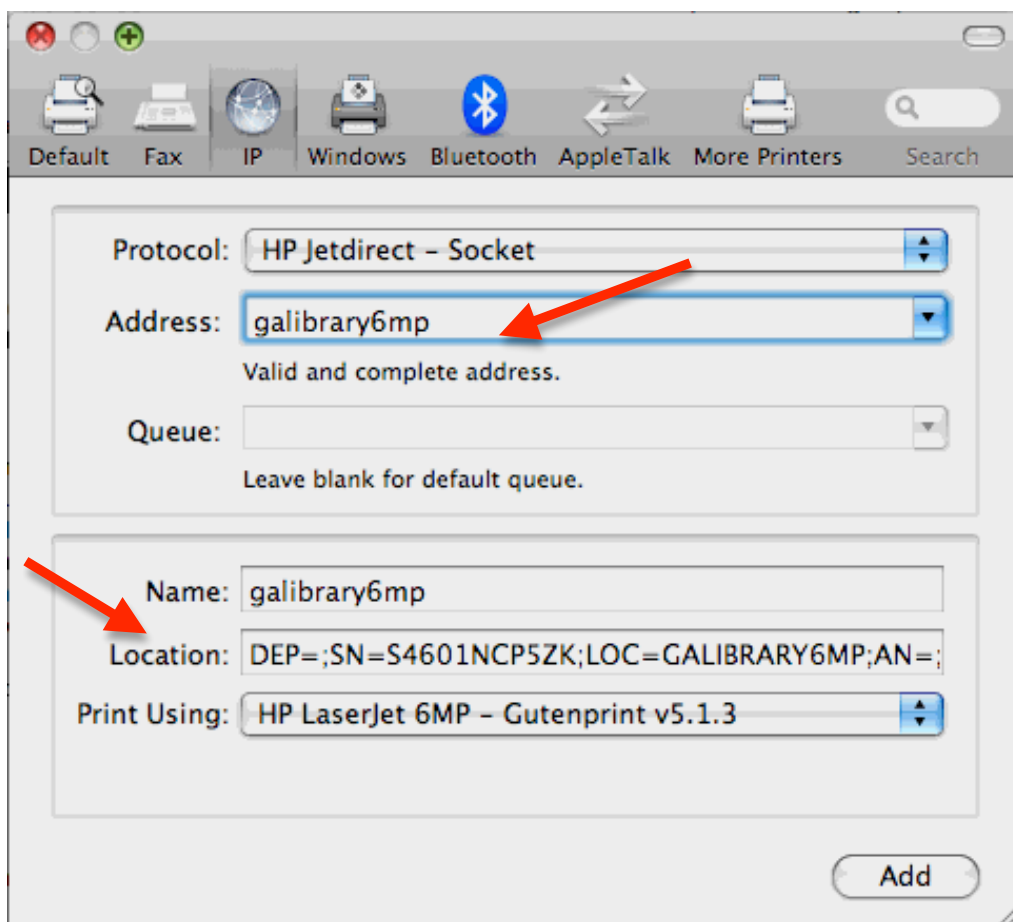 Default Fax IP Windows Bluetooth AppleTalk More Printers Search
Protocol: HP Jetdirect – Socket
Address: galibrary6mp
Valid and complete address.
Queue:
Leave blank for default queue.
Name: galibrary6mp
Location: DEP=;SN=S4601NCP5ZK;LOC=GALIBRARY6MP;AN=;
Print Using: HP LaserJet 6MP – Gutenprint v5.1.3
Add